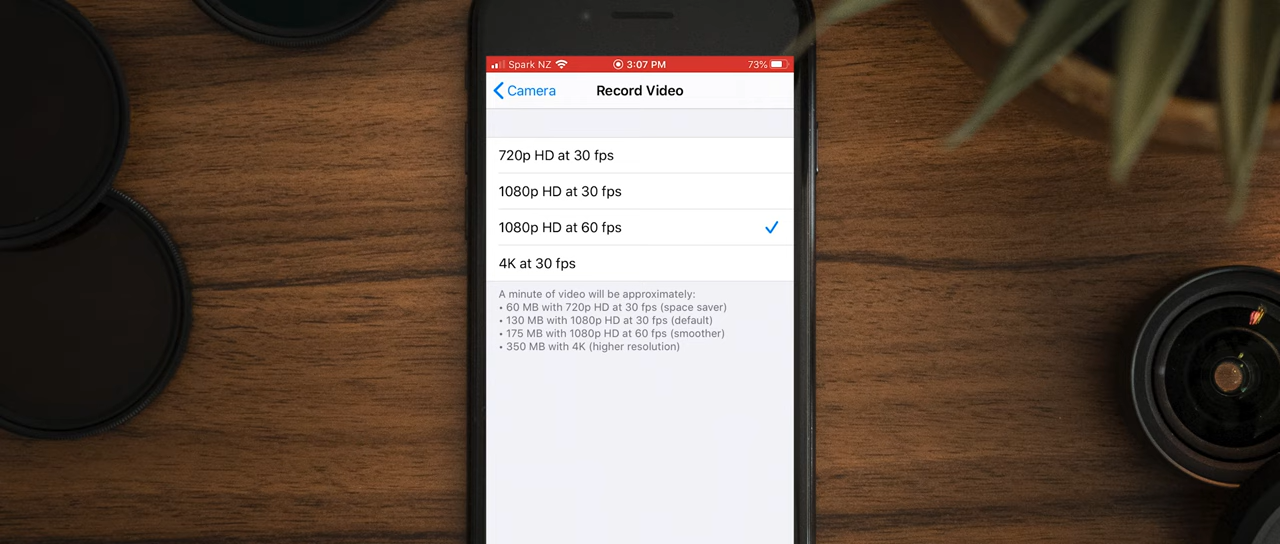 Spark NZ 3:07 PM 73%
Camera Record Video
720p HD at 30 fps
1080p HD at 30 fps
1080p HD at 60 fps
4K at 30 fps
A minute of video will be approximately:
• 60 MB with 720p HD at 30 fps (space saver)
• 130 MB with 1080p HD at 30 fps (default)
• 175 MB with 1080p HD at 60 fps (smoother)
• 350 MB with 4K (higher resolution)